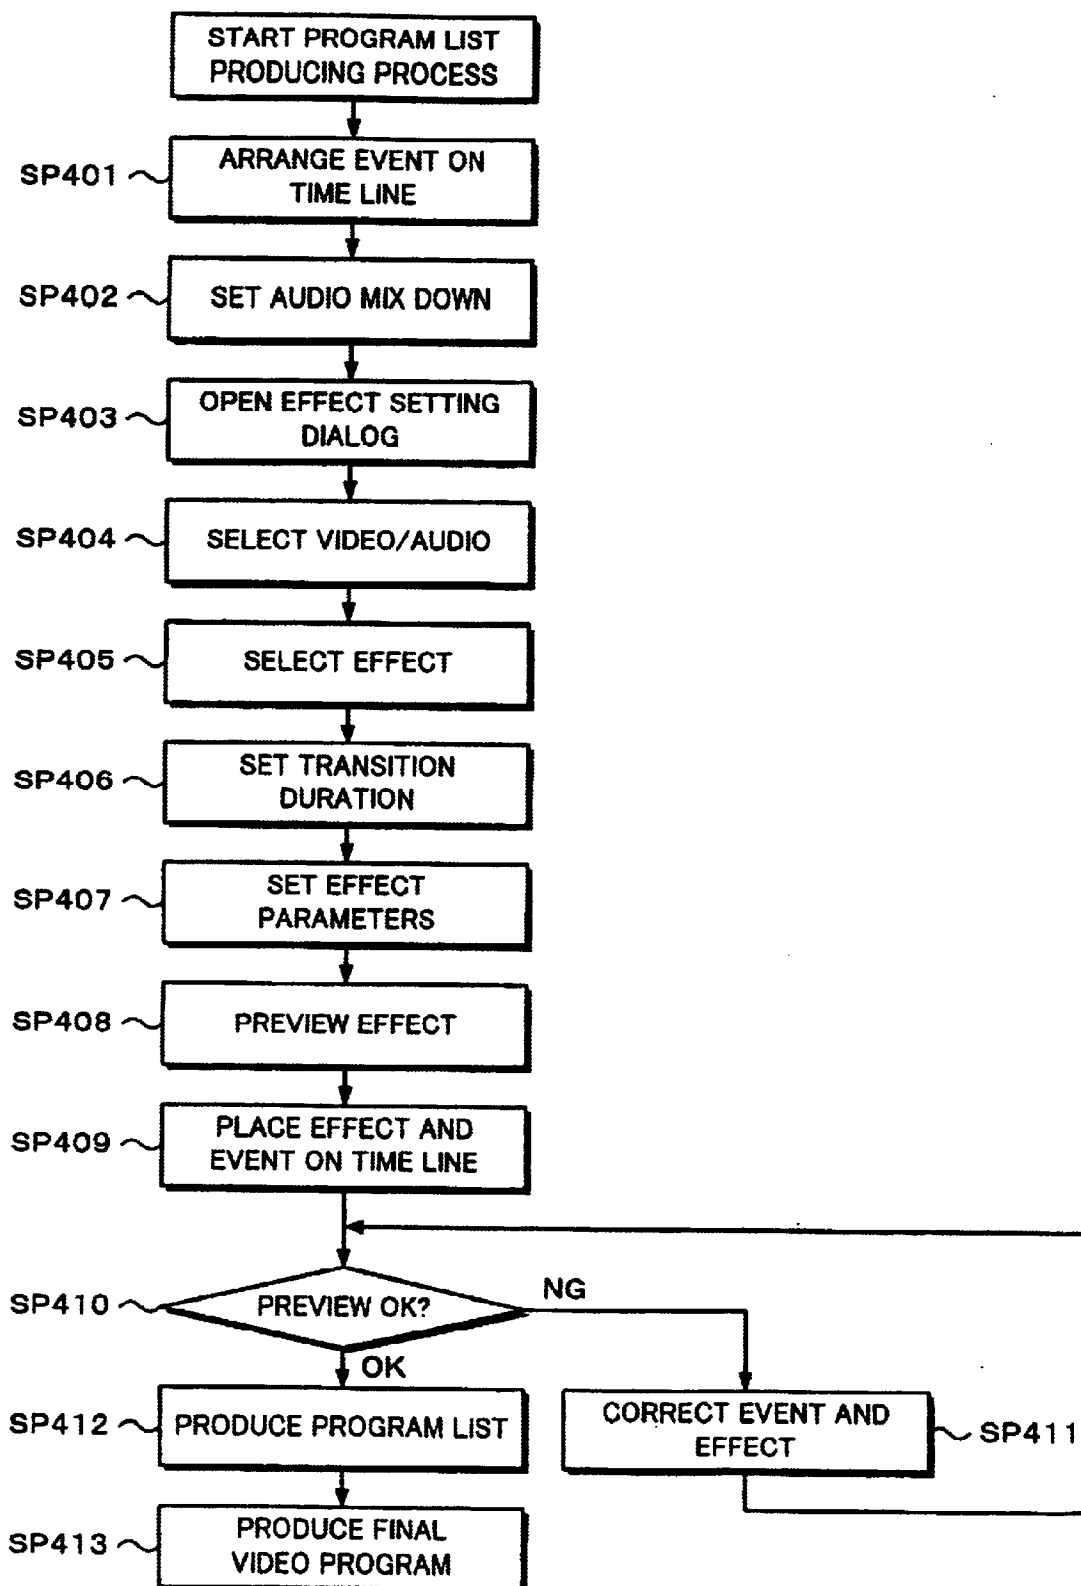 START PROGRAM LIST
PRODUCING PROCESS
SP401
ARRANGE EVENT ON
TIME LINE
SP402
SET AUDIO MIX DOWN
SP403
OPEN EFFECT SETTING
DIALOG
SP404
SELECT VIDEO/AUDIO
SP405
SELECT EFFECT
SP406
SET TRANSITION
DURATION
SP407
SET EFFECT
PARAMETERS
SP408
PREVIEW EFFECT
SP409
PLACE EFFECT AND
EVENT ON TIME LINE
SP410
PREVIEW OK?
NG
OK
SP412
PRODUCE PROGRAM LIST
CORRECT EVENT AND
EFFECT
SP411
SP413
PRODUCE FINAL
VIDEO PROGRAM